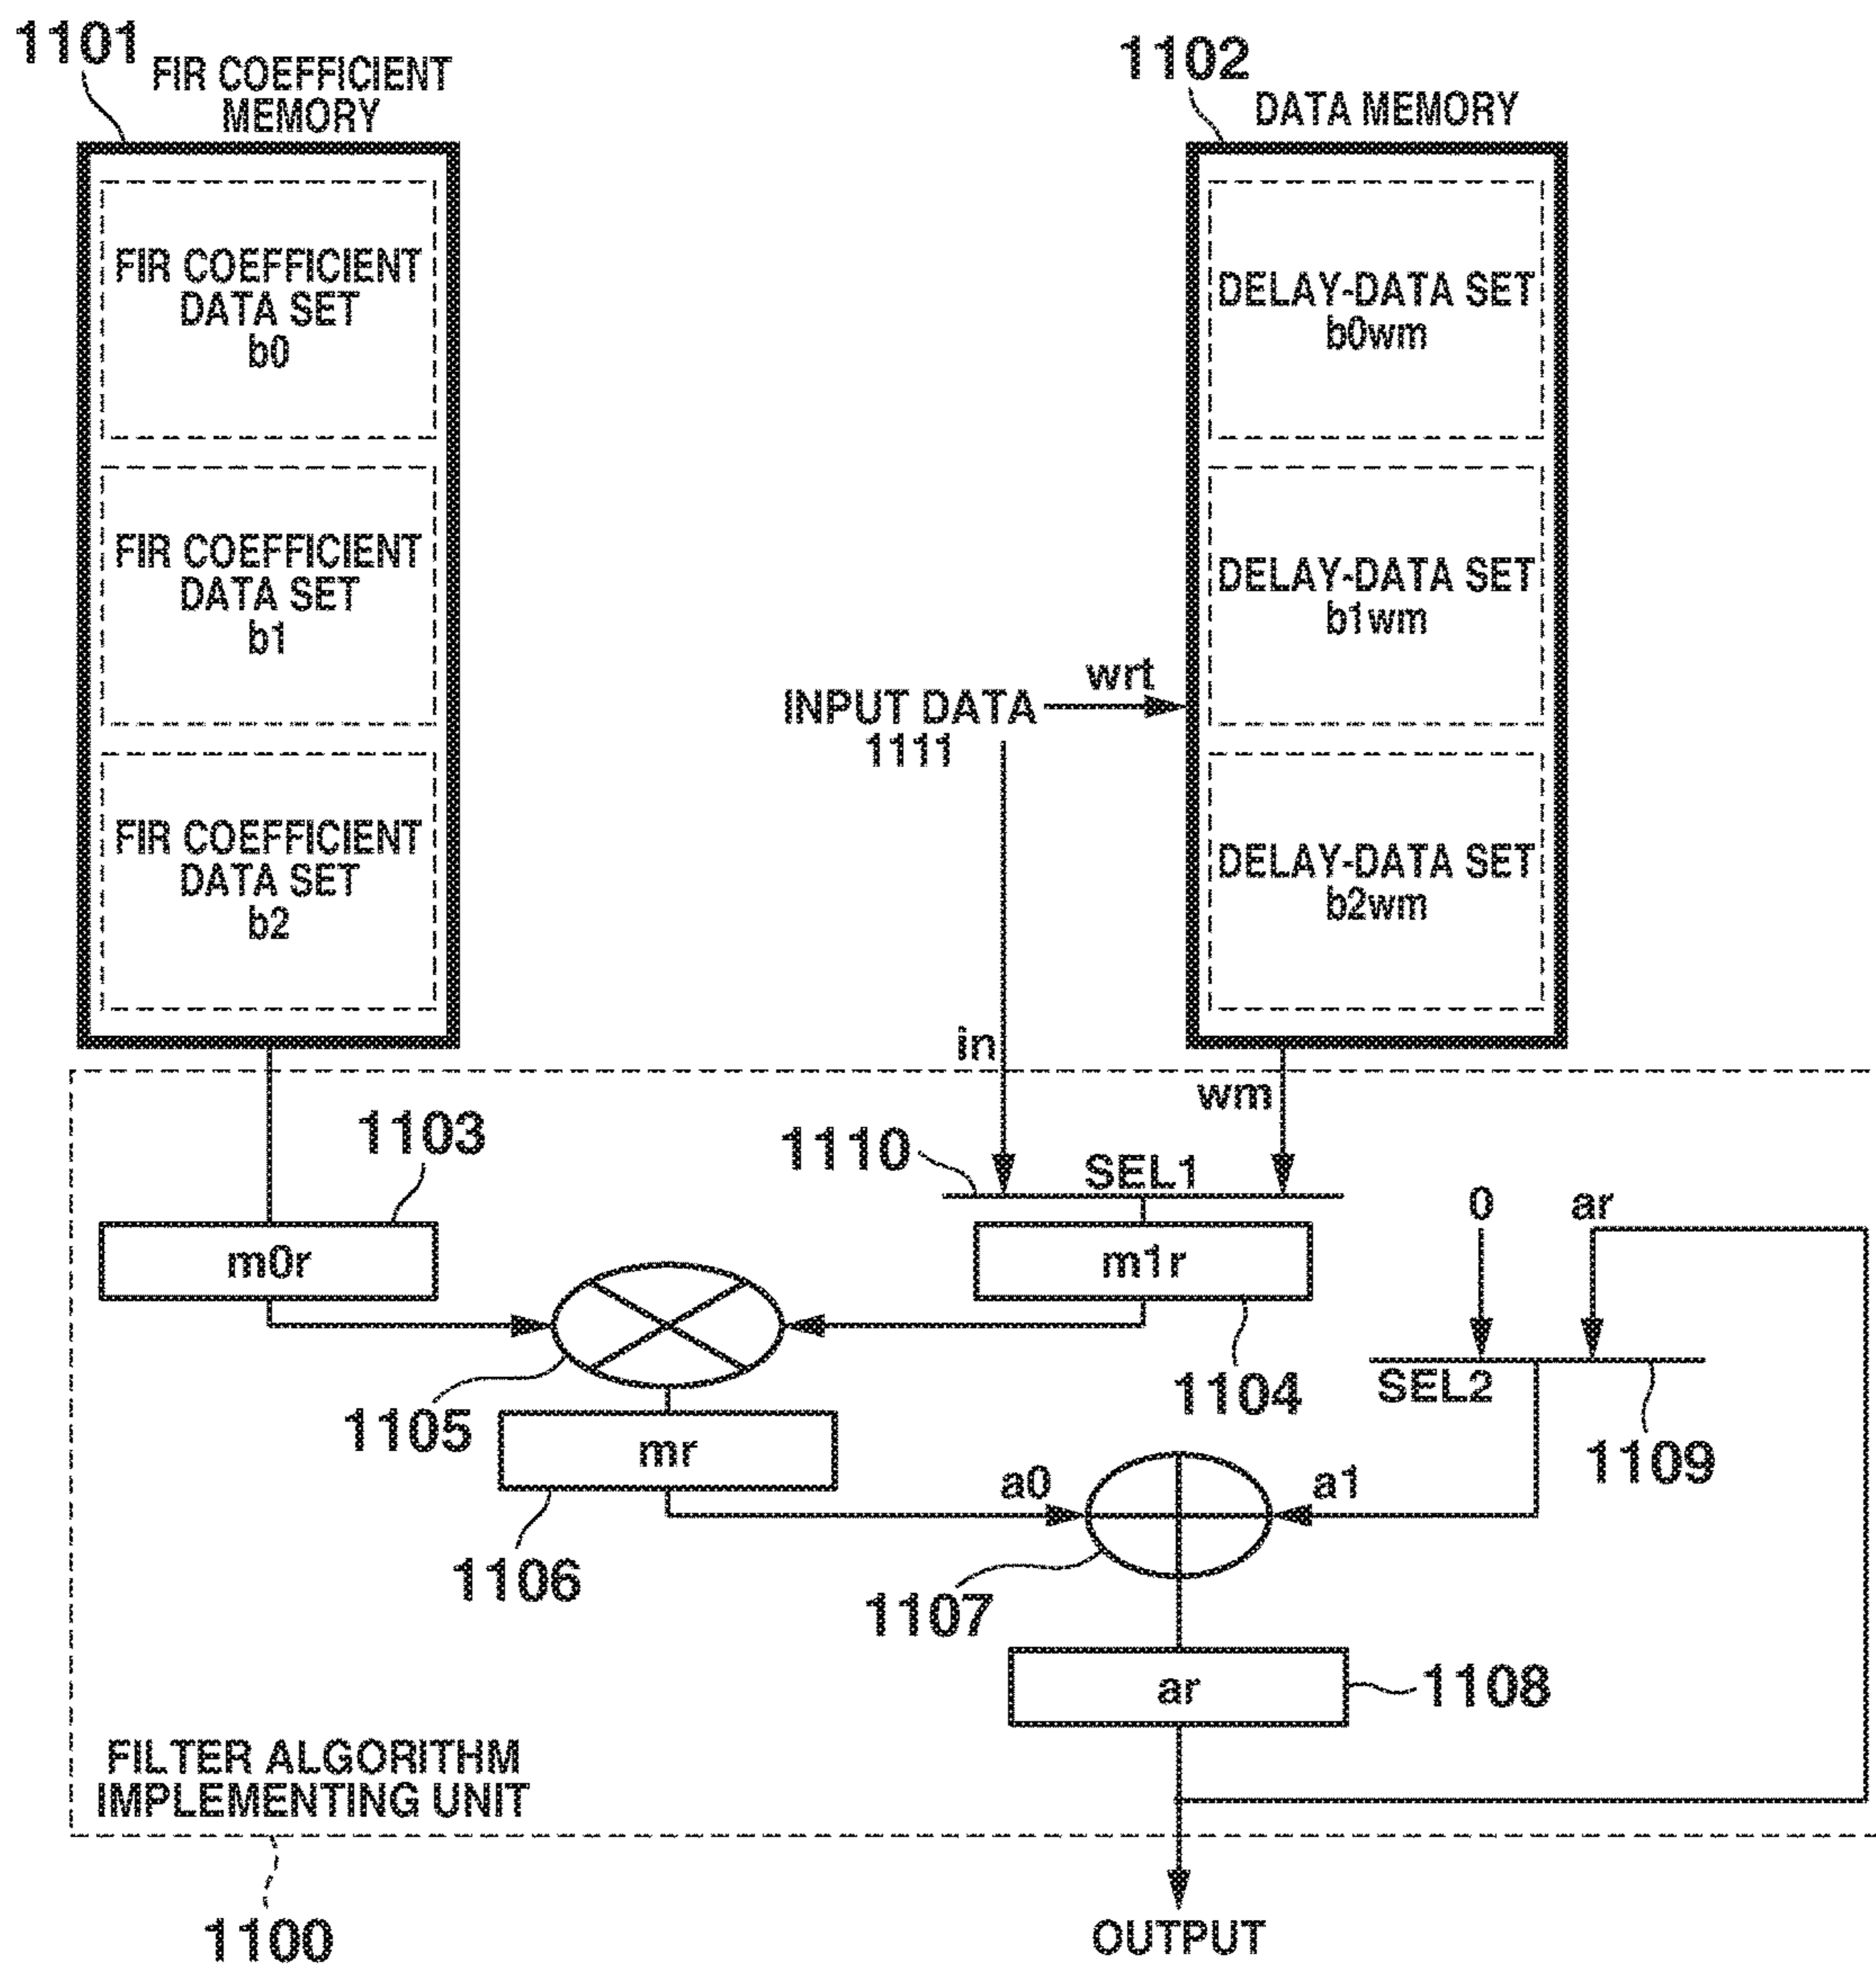 1101
FIR COEFFICIENT
MEMORY
1102
DATA MEMORY
FIR COEFFICIENT
DATA SET
b0
FIR COEFFICIENT
DATA SET
b1
FIR COEFFICIENT
DATA SET
b2
DELAY-DATA SET
b0wm
DELAY-DATA SET
b1wm
DELAY-DATA SET
b2wm
wrt
INPUT DATA
1111
in
wm
1103
1110
SEL1
0
ar
m0r
m1r
1105
1104
SEL2
1109
mr
a0
a1
1106
1107
ar
1108
FILTER ALGORITHM
IMPLEMENTING UNIT
1100
OUTPUT